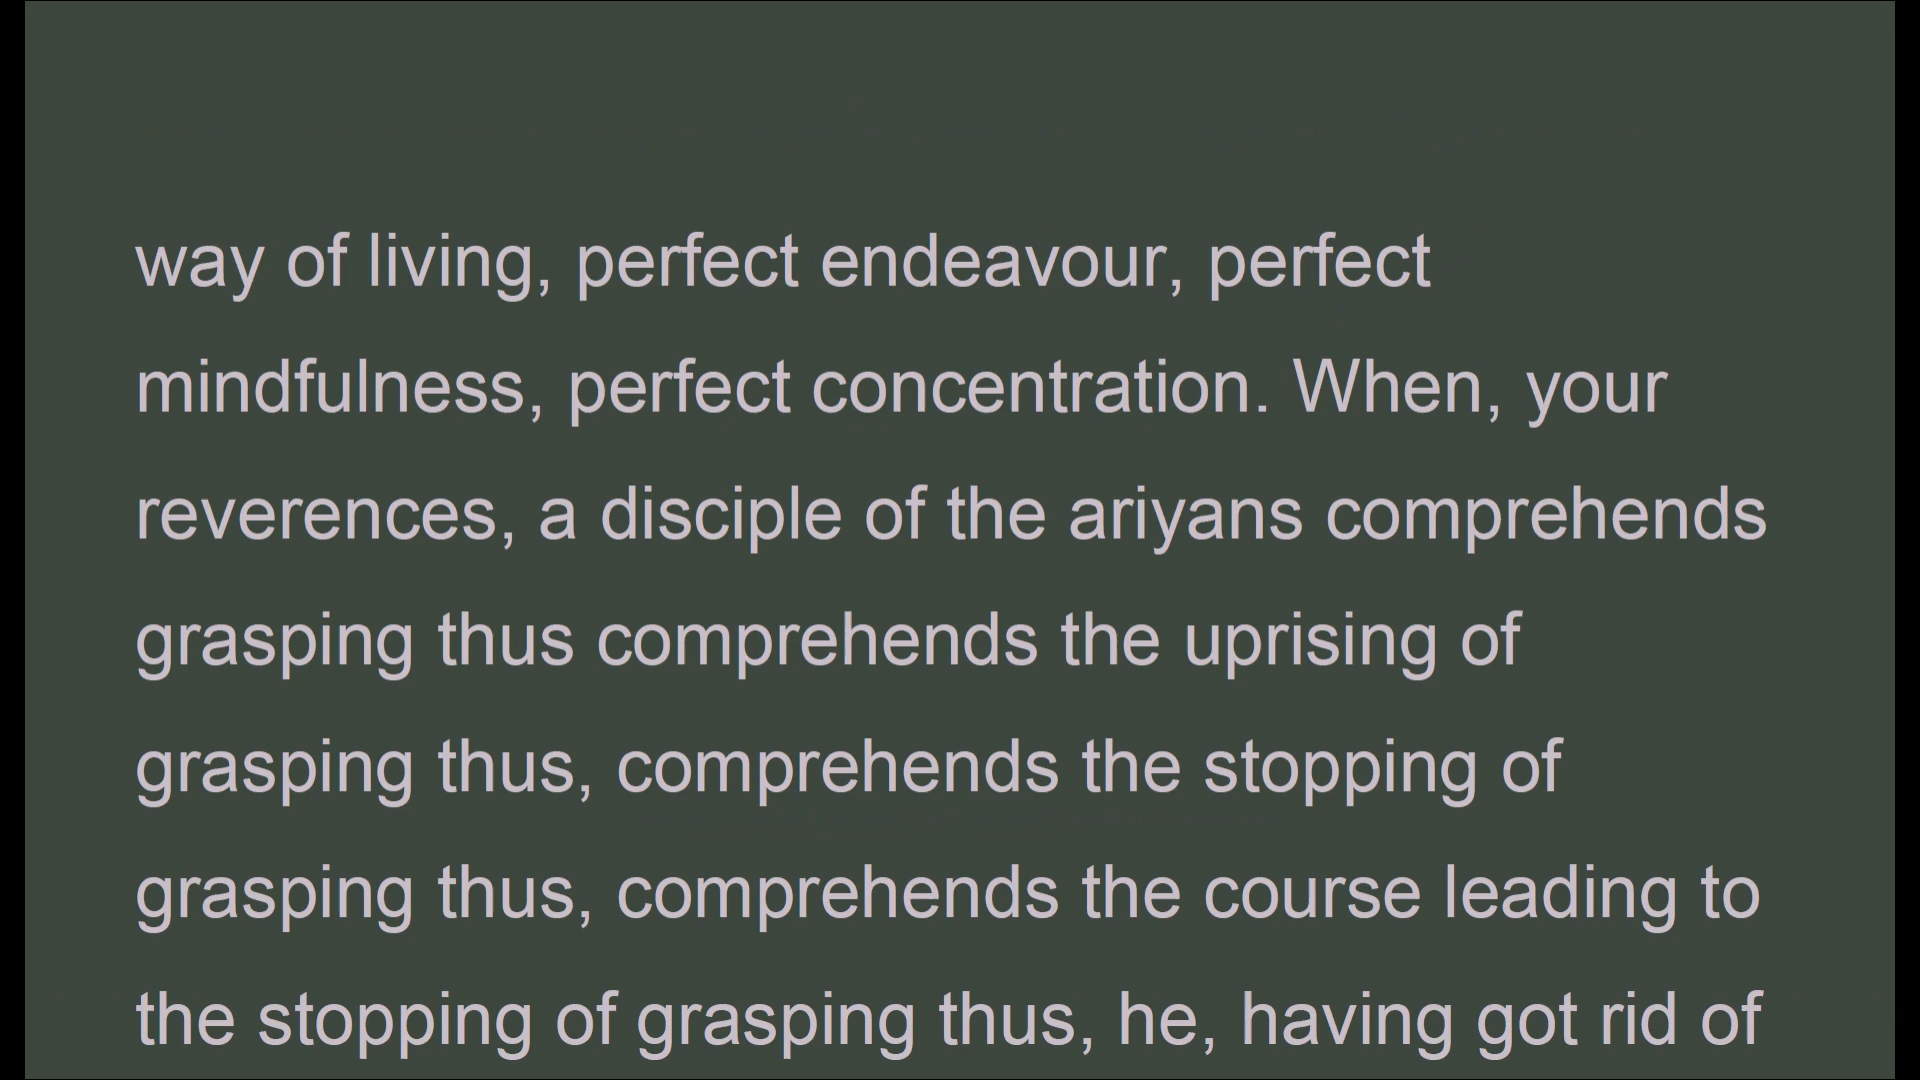 way of living, perfect endeavour, perfect
mindfulness, perfect concentration. When, your
reverences, a disciple of the ariyans comprehends
grasping thus comprehends the uprising of
grasping thus, comprehends the stopping of
grasping thus, comprehends the course leading to
the stopping of grasping thus, he, having got rid of